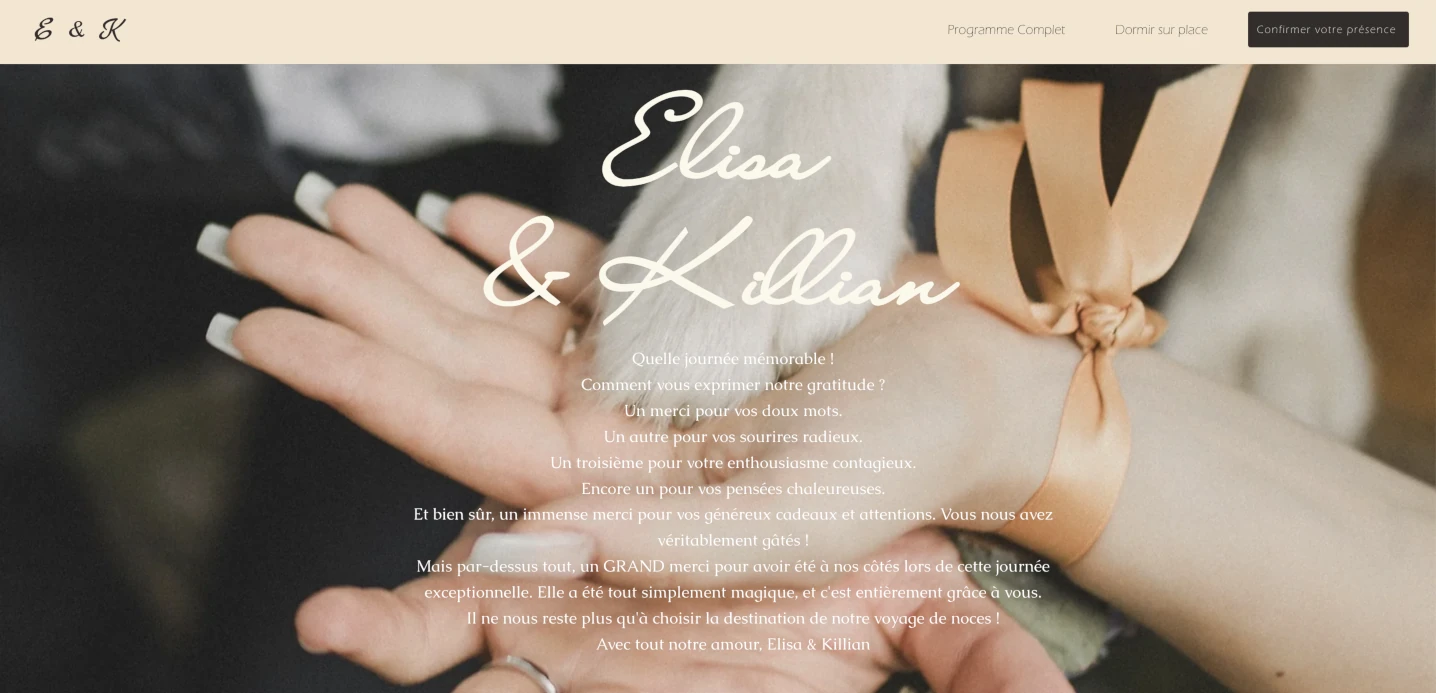 E & K
Programme Complet
Dormir sur place
Confirmer votre présence
Elisa
& Killian
Quelle journée mémorable !
Comment vous exprimer notre gratitude ?
Un merci pour vos doux mots.
Un autre pour vos sourires radieux.
Un troisième pour votre enthousiasme contagieux.
Encore un pour vos pensées chaleureuses.
Et bien sûr, un immense merci pour vos généreux cadeaux et attentions. Vous nous avez
véritablement gâtés !
Mais par-dessus tout, un GRAND merci pour avoir été à nos côtés lors de cette journée
exceptionnelle. Elle a été tout simplement magique, et c'est entièrement grâce à vous.
Il ne nous reste plus qu'à choisir la destination de notre voyage de noces !
Avec tout notre amour, Elisa & Killian